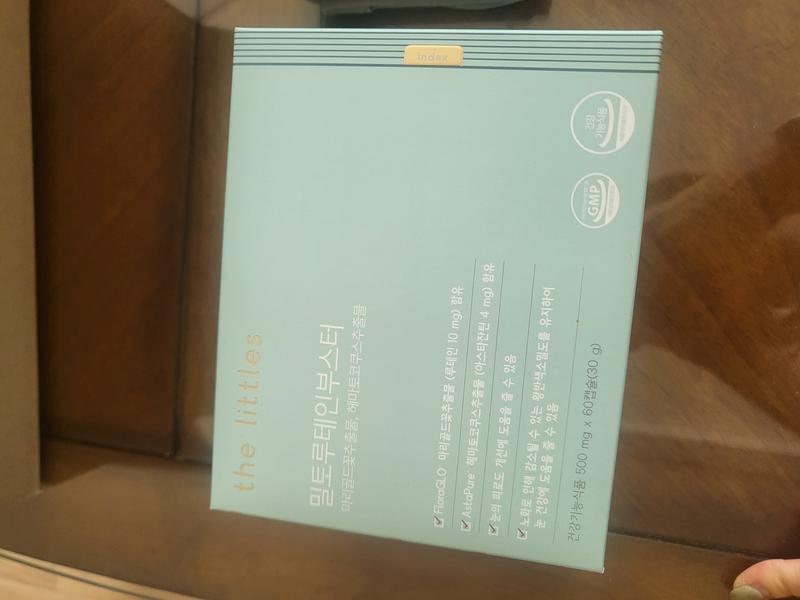 index
the littles
밀토루테인부스터
마리골드꽃추출물, 헤마토코쿠스추출물
FloraGLO 마리골드꽃추출물 (루테인 10 mg) 함유
AstaPure 헤마토코쿠스추출물 (아스타잔틴 4 mg) 함유
눈의 피로도 개선에 도움을 줄 수 있음
노화로 인해 감소될 수 있는 황반색소밀도를 유지하여
눈 건강에 도움을 줄 수 있음
건강기능식품 500 mg x 60캡슐(30 g)
GMP
건강
기능식품